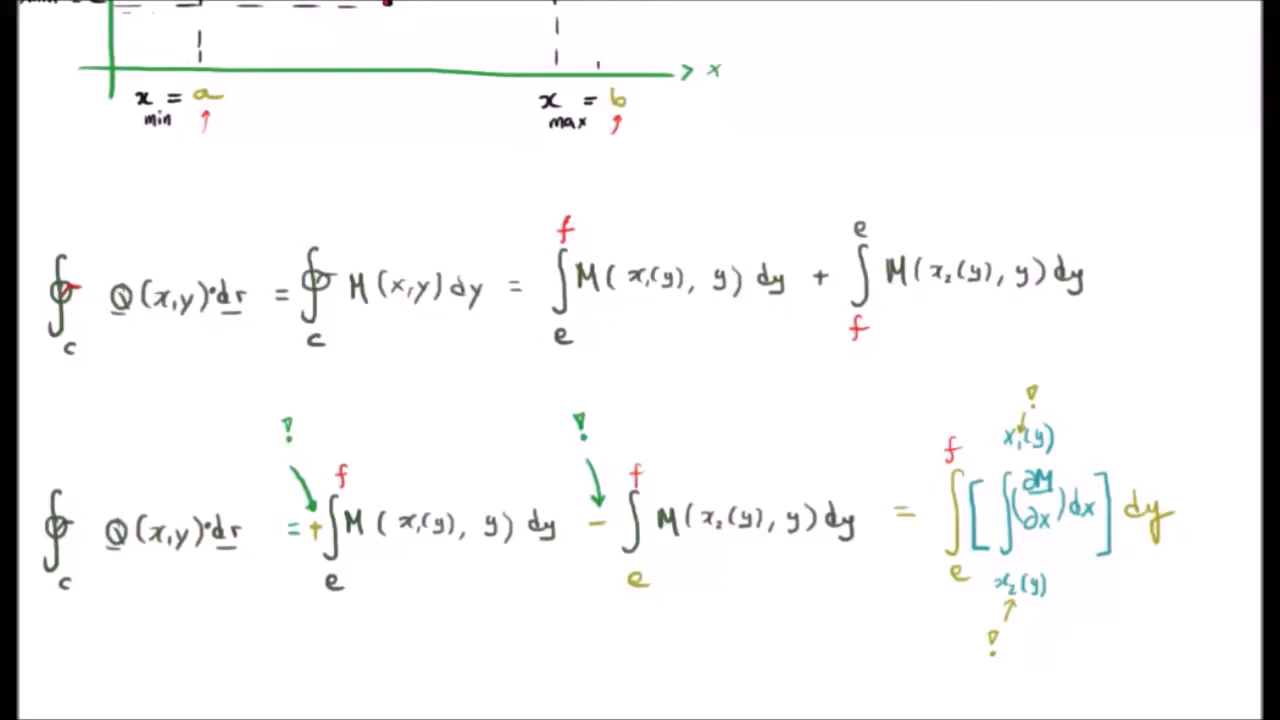 x
x min = a
x max = b
∮c Q(x,y)·dr = ∮c M(x,y)dy = ∫e^f M(x₁(y), y) dy + ∫f^e M(x₂(y), y) dy
! ! !
∮c Q(x,y)·dr = + ∫e^f M(x₁(y), y) dy − ∫e^f M(x₂(y), y) dy = ∫e^f [∫x₂(y)^x₁(y) (∂M/∂x) dx] dy
!